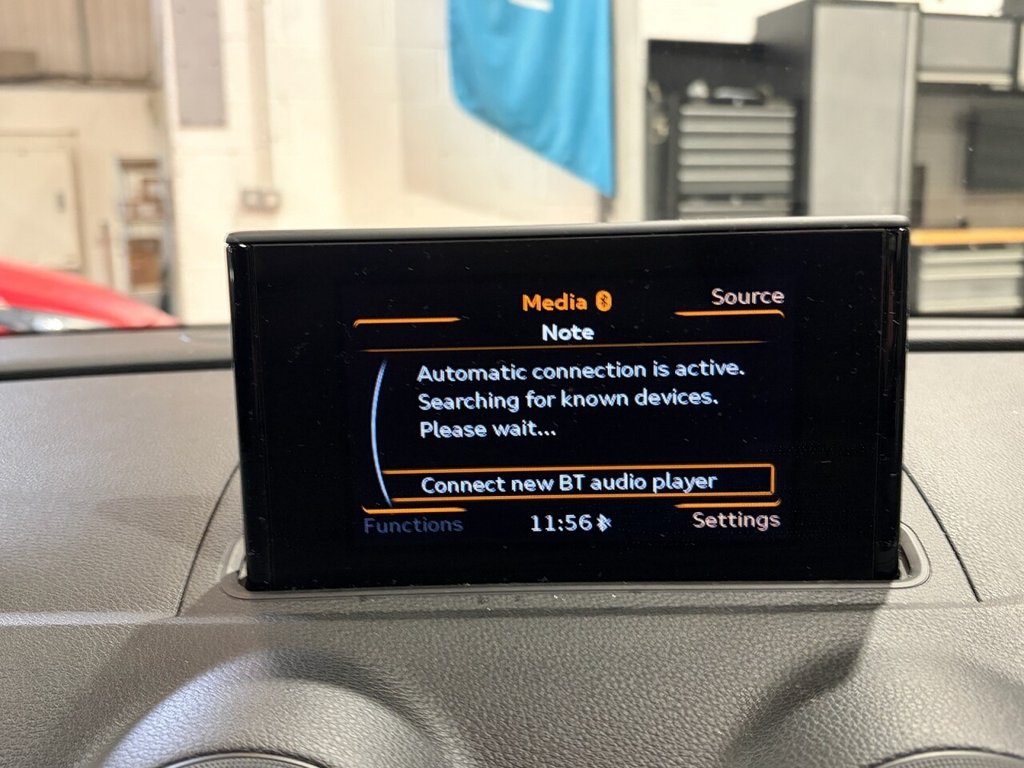 Media
Source
Note
Automatic connection is active.
Searching for known devices.
Please wait...
Connect new BT audio player
Functions
11:56
Settings